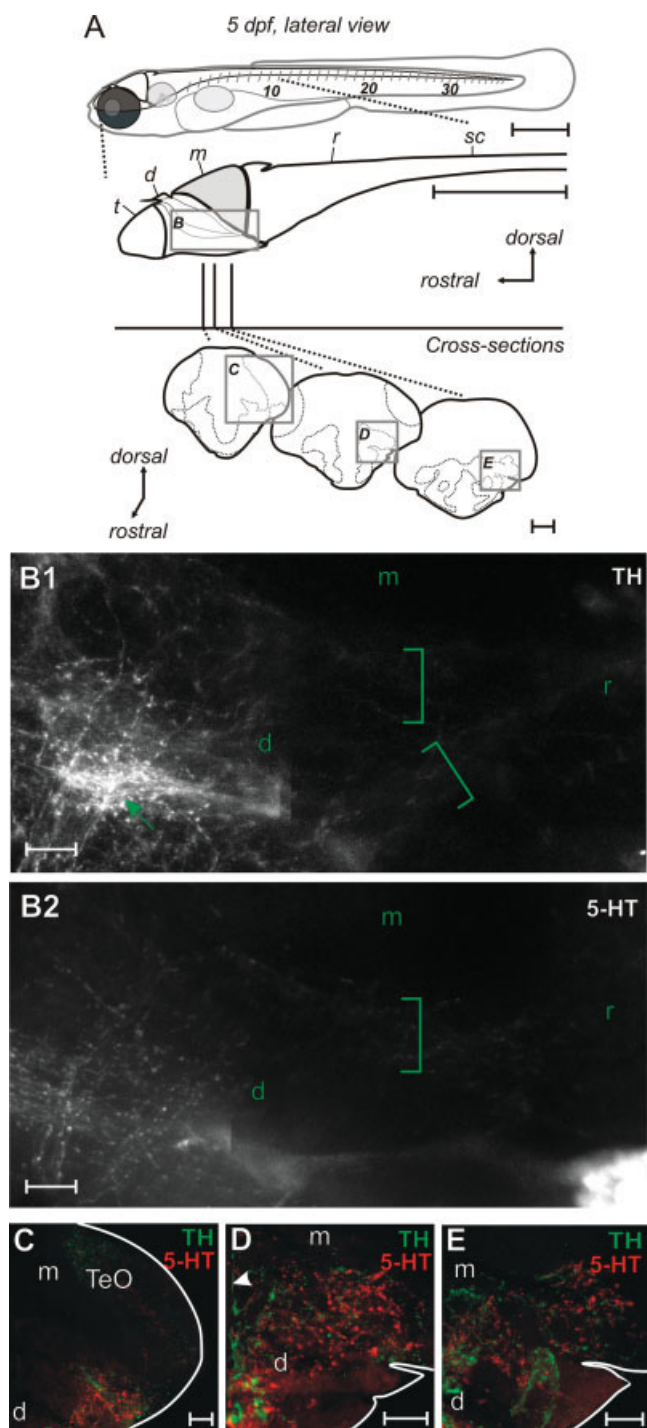 A
5 dpf, lateral view
10 20 30
m r sc
d
t
B
dorsal
rostral
Cross-sections
C
D
E
dorsal
rostral
B1 m TH
r
d
B2 m 5-HT
r
d
C TH
5-HT
m TeO
d
D m TH
5-HT
d
E TH
5-HT
m
d